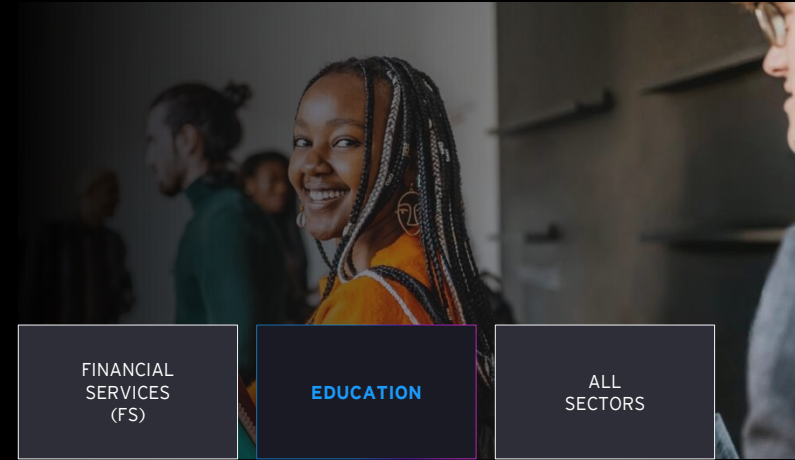 FINANCIAL
SERVICES
(FS)
EDUCATION
ALL
SECTORS